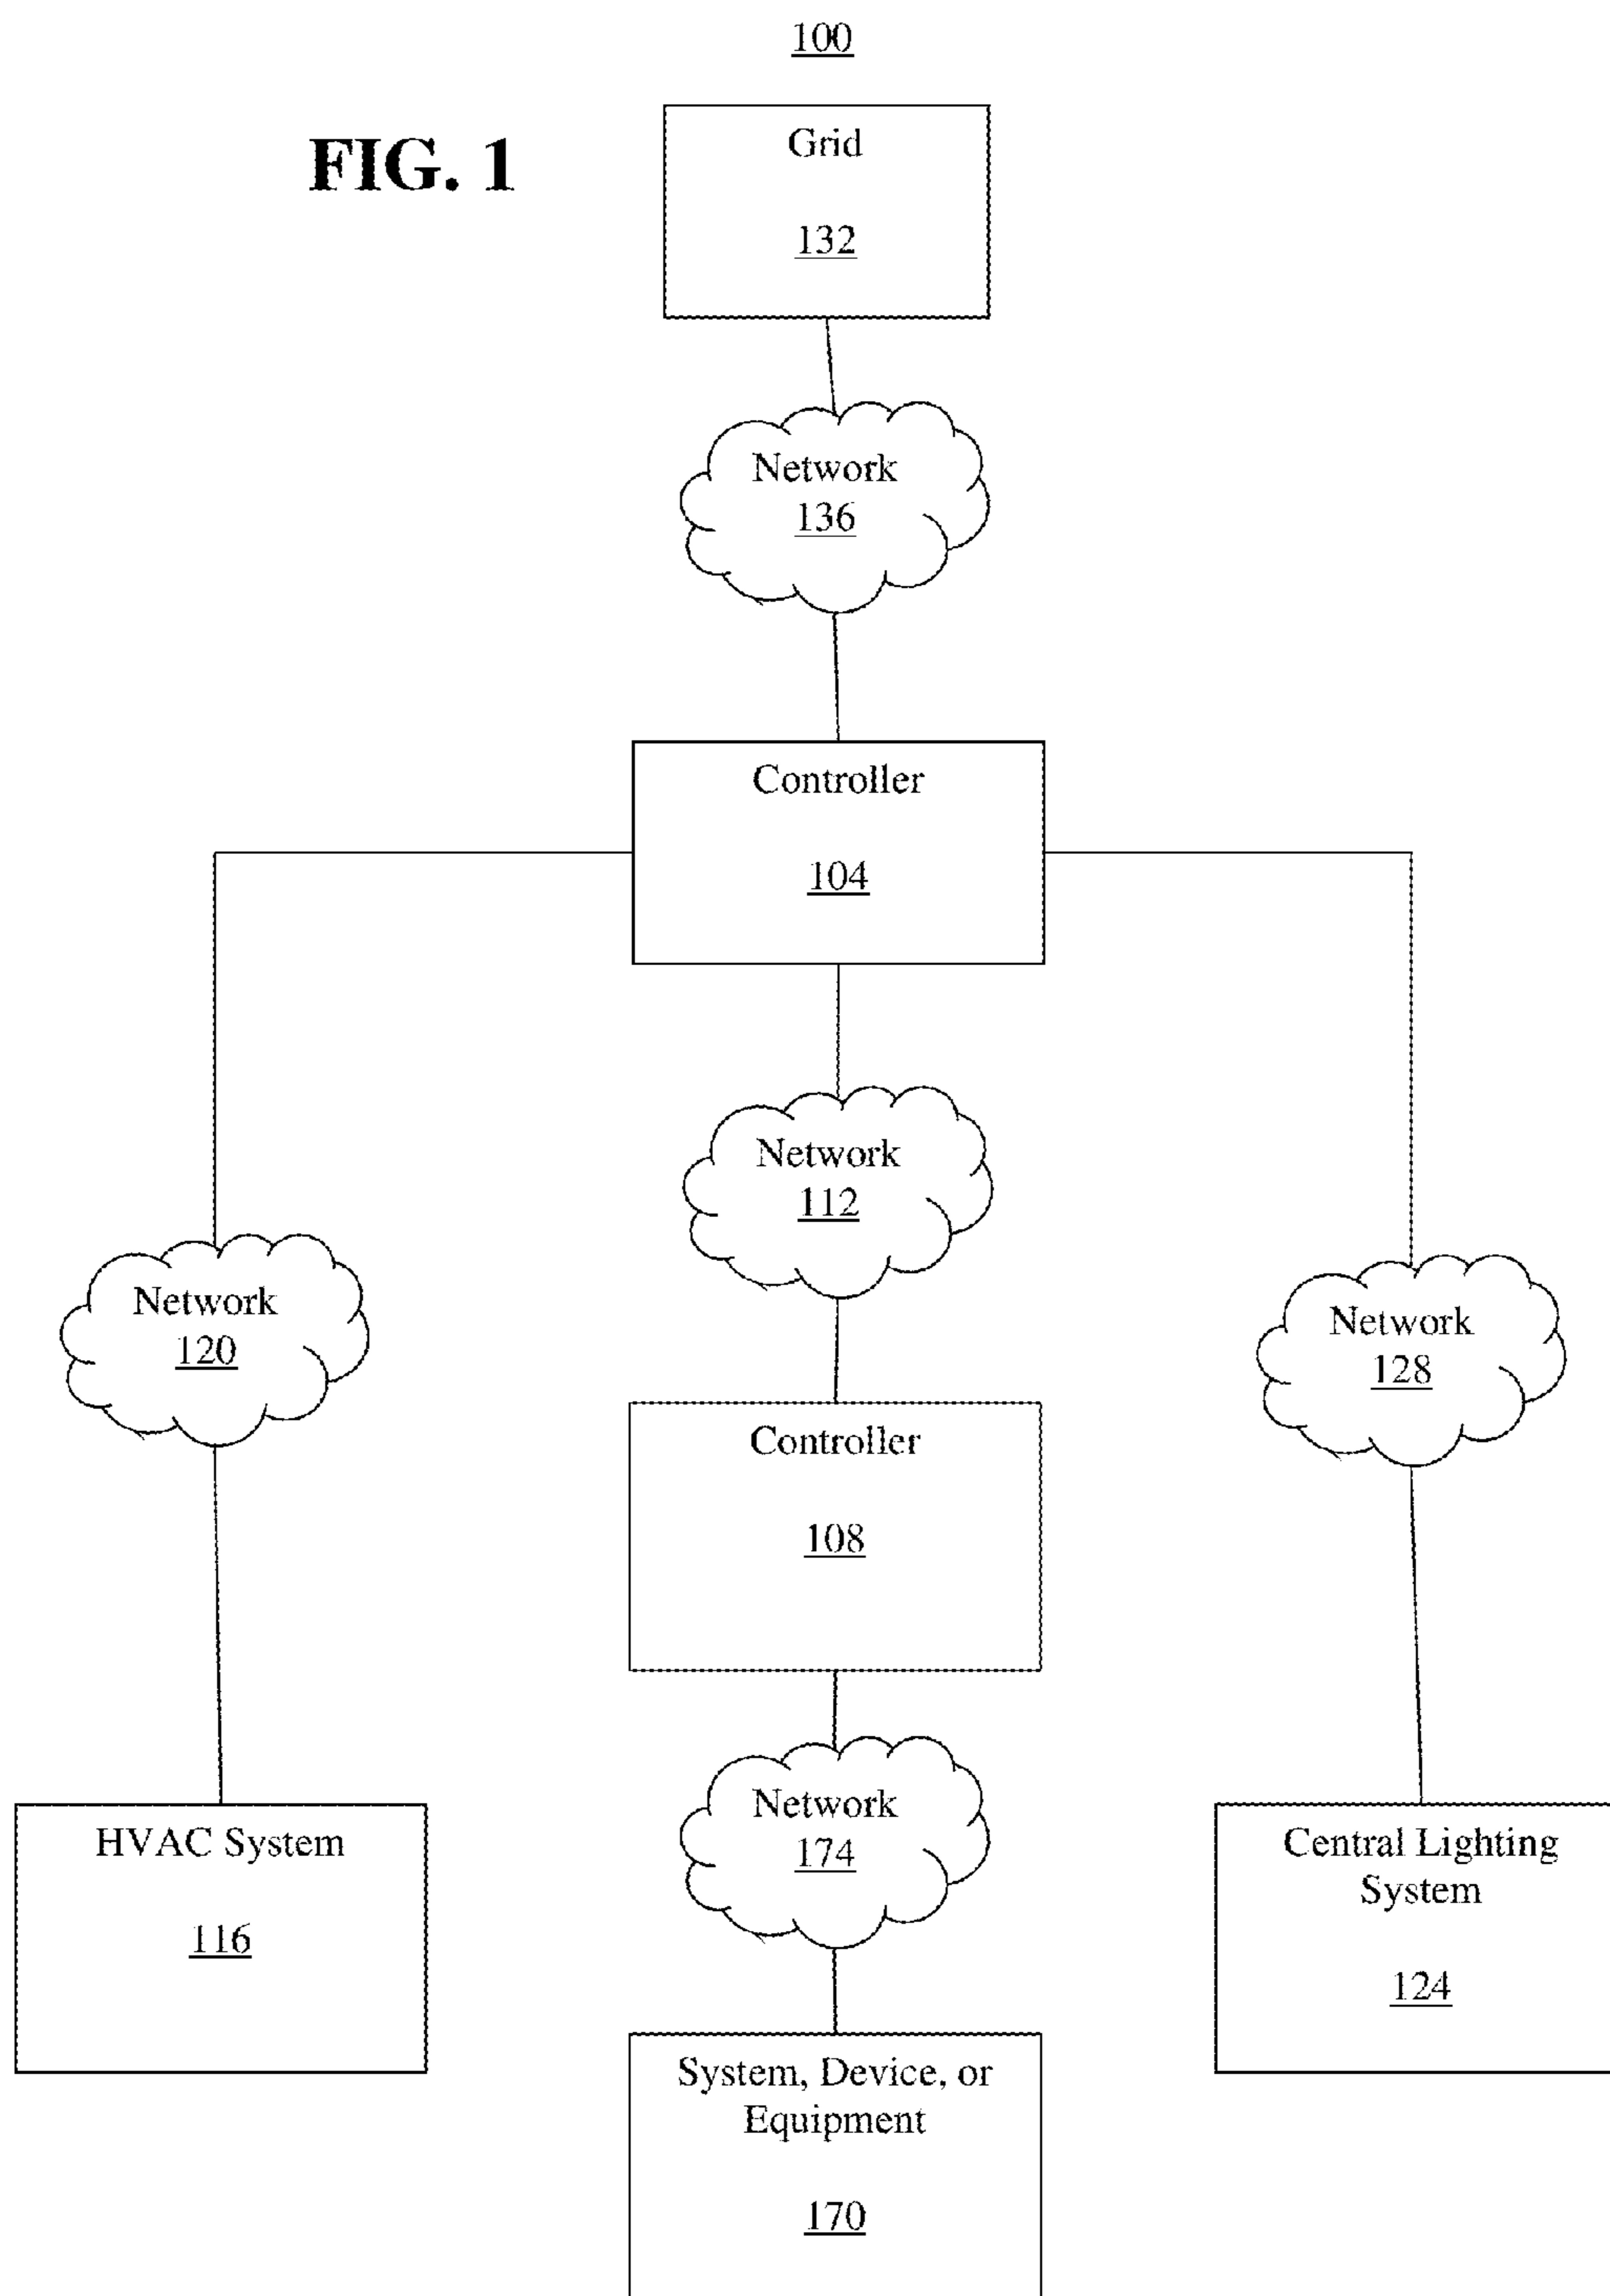 100
FIG. 1
Grid
132
Network
136
Controller
104
Network
112
Network
120
Network
128
Controller
108
Network
174
HVAC System
116
Central Lighting
System
124
System, Device, or
Equipment
170